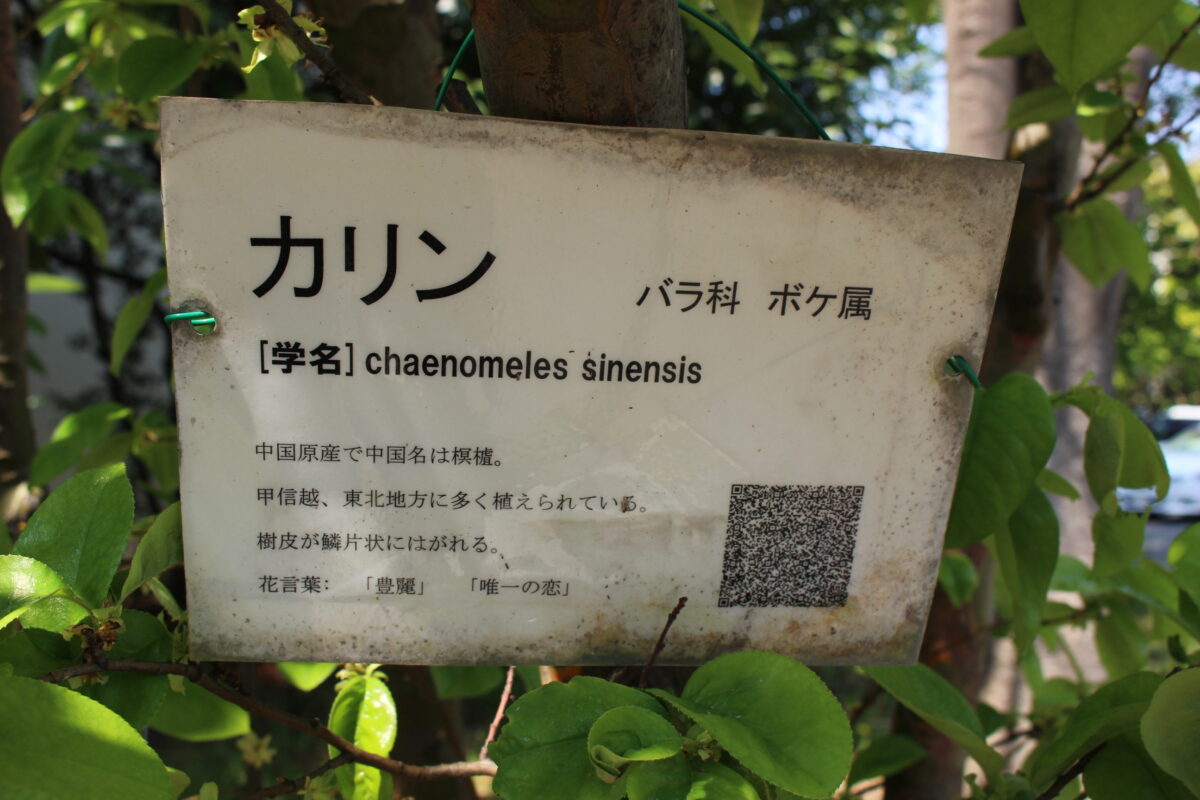 カリン
バラ科 ボケ属
[学名] chaenomeles sinensis
中国原産で中国名は榠樝。
甲信越、東北地方に多く植えられている。
樹皮が鱗片状にはがれる。
花言葉: 「豊麗」 「唯一の恋」